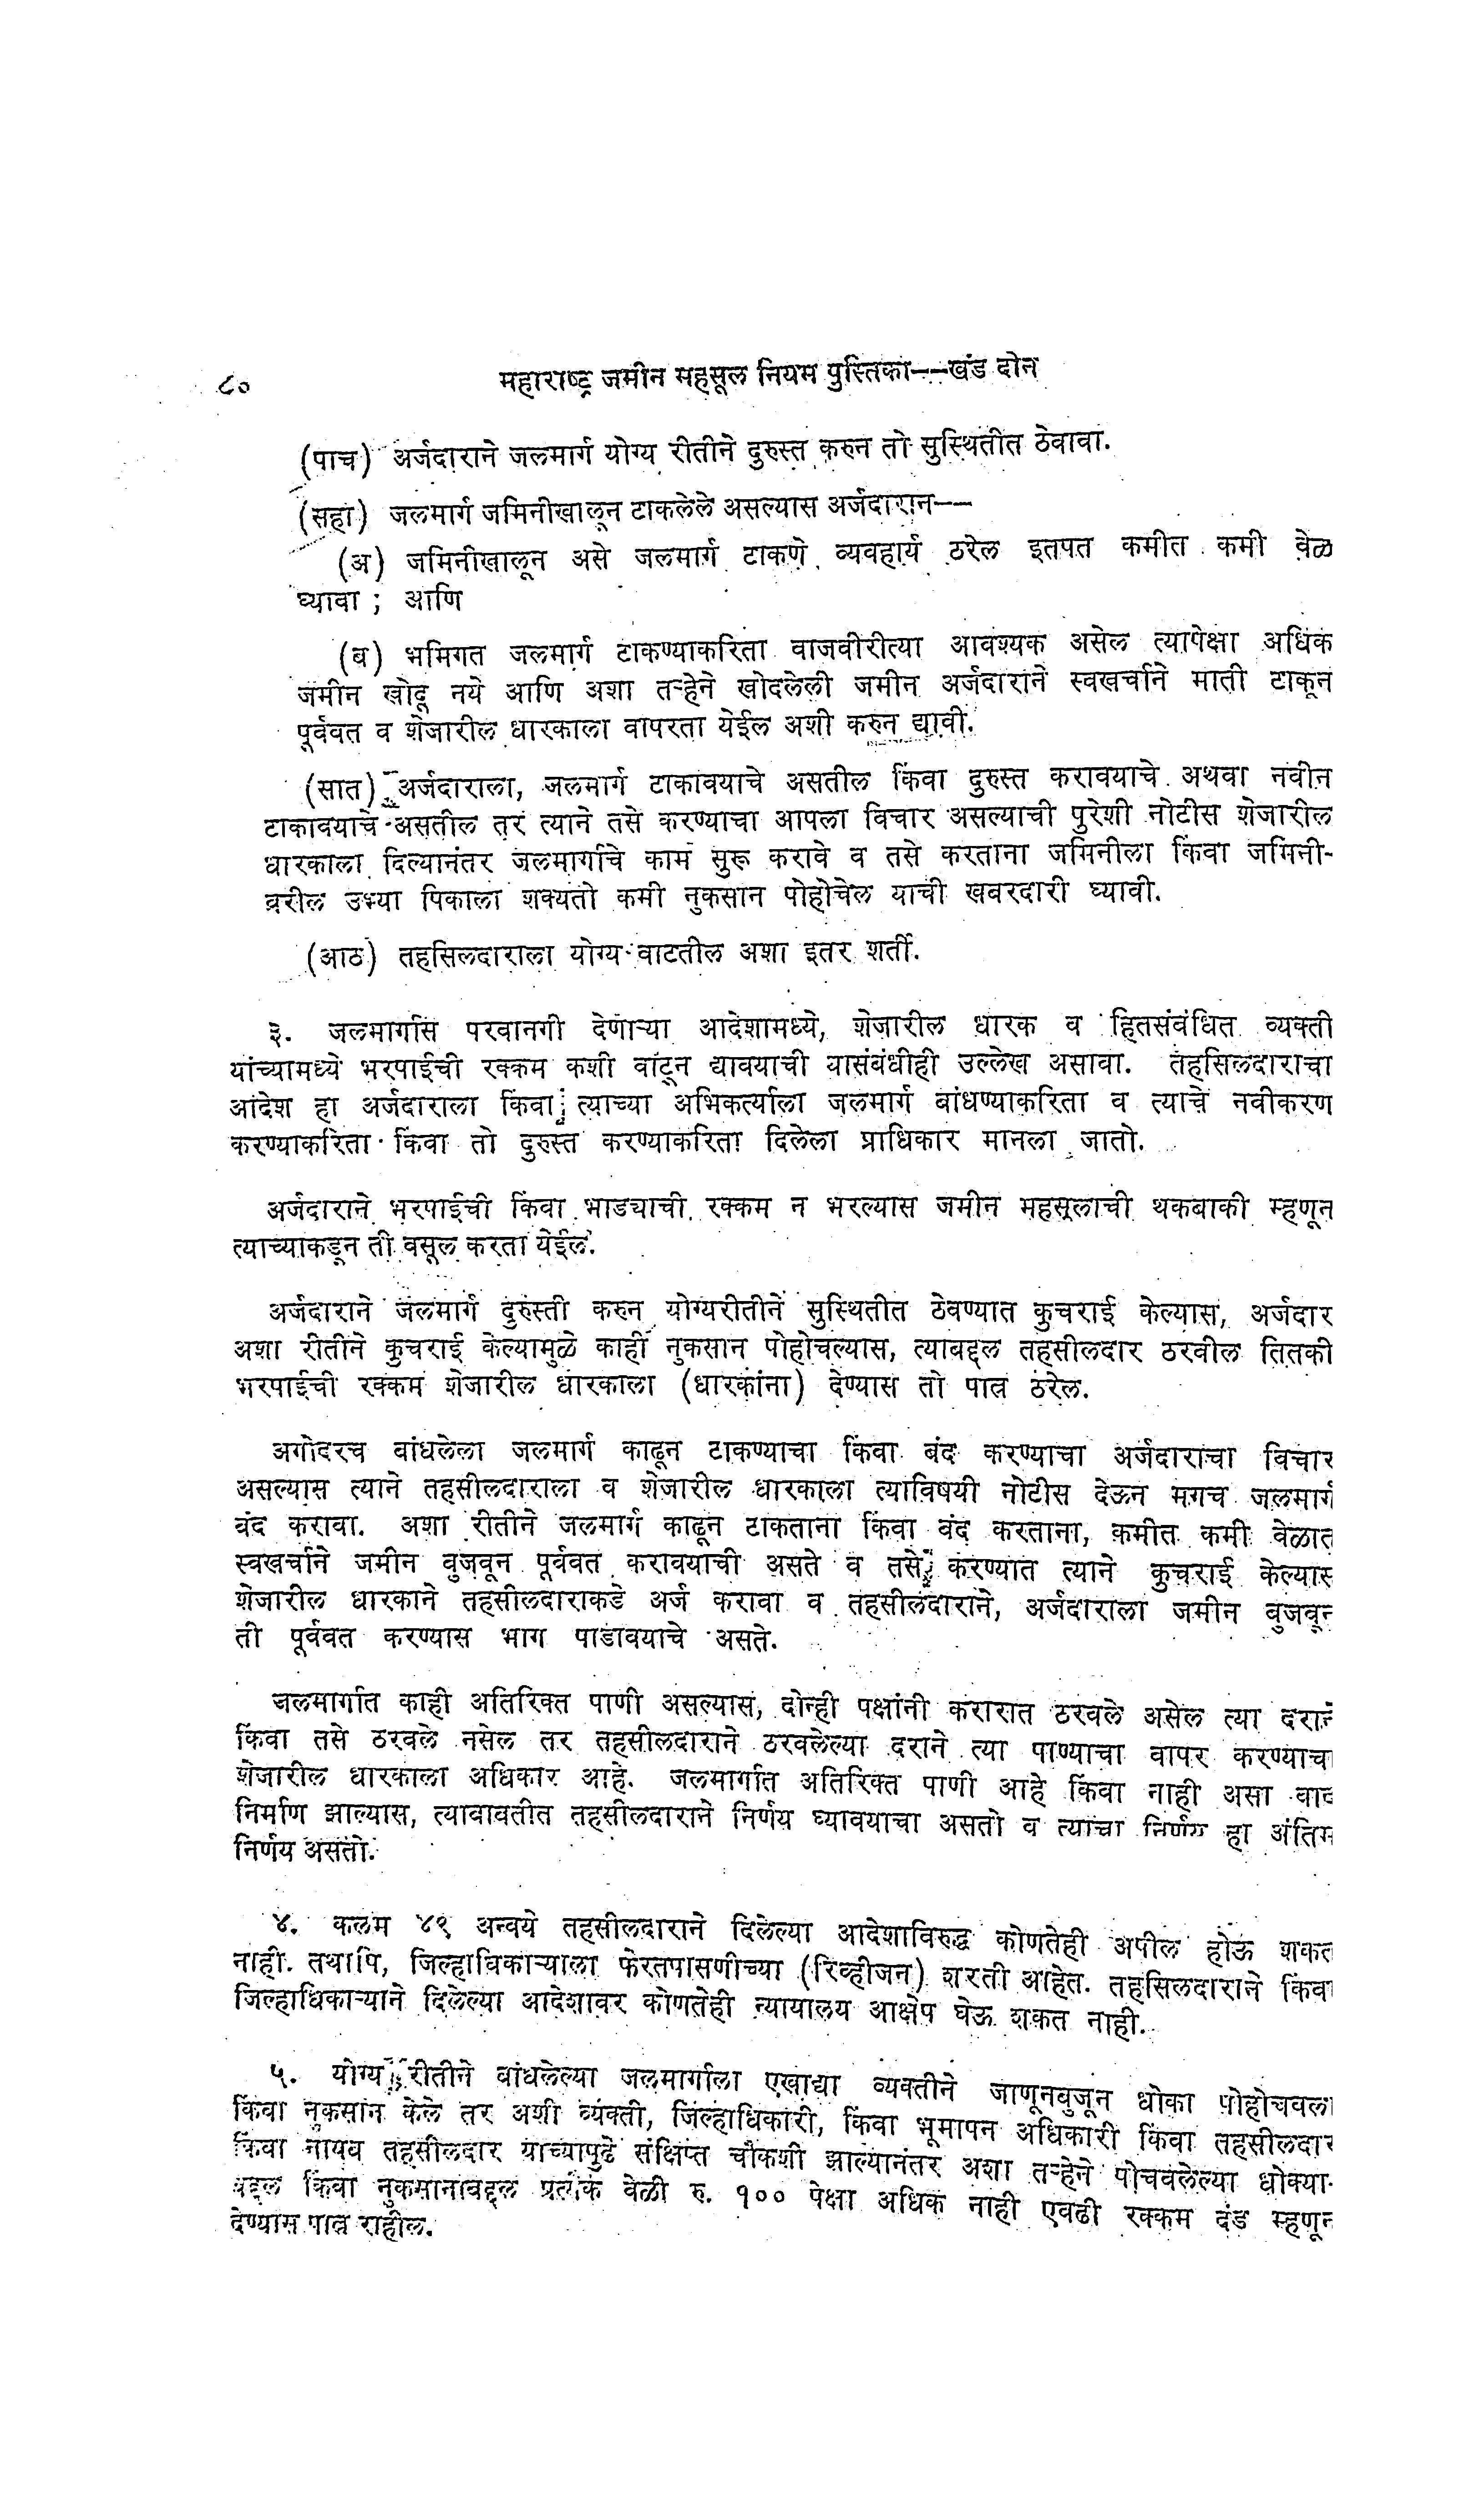 ८०
महाराष्ट्र जमीन महसूल नियम पुस्तिका--खंड दोन
(पाच) अर्जदाराने जलमार्ग योग्य रीतीने दुरुस्त करुन तो सुस्थितीत ठेवावा.
(सहा) जलमार्ग जमिनीखालून टाकलेले असल्यास अर्जदारान--
(अ) जमिनीखालून असे जलमार्ग टाकणे व्यवहार्य ठरेल इतपत कमीत कमी वेळ
घ्यावा ; आणि
(ब) भमिगत जलमार्ग टाकण्याकरिता वाजवीरीत्या आवश्यक असेल त्यापेक्षा अधिक
जमीन खोदू नये आणि अशा तऱ्हेने खोदलेली जमीन अर्जदाराने स्वखर्चाने माती टाकून
पूर्ववत व शेजारील धारकाला वापरता येईल अशी करुन द्यावी.
(सात) अर्जदाराला, जलमार्ग टाकावयाचे असतील किंवा दुरुस्त करावयाचे अथवा नवीन
टाकावयाचे असतील तर त्याने तसे करण्याचा आपला विचार असल्याची पुरेशी नोटीस शेजारील
धारकाला दिल्यानंतर जलमार्गाचे काम सुरू करावे व तसे करताना जमिनीला किंवा जमिनी-
वरील उभ्या पिकाला शक्यतो कमी नुकसान पोहोचेल याची खबरदारी घ्यावी.
(आठ) तहसिलदाराला योग्य वाटतील अशा इतर शर्ती.
३. जलमार्गास परवानगी देणाऱ्या आदेशामध्ये, शेजारील धारक व हितसंबंधित व्यक्ती
यांच्यामध्ये भरपाईची रक्कम कशी वाटून द्यावयाची यासंबंधीही उल्लेख असावा. तहसिलदाराचा
आदेश हा अर्जदाराला किंवा त्याच्या अभिकर्त्याला जलमार्ग बांधण्याकरिता व त्याचे नवीकरण
करण्याकरिता किंवा तो दुरुस्त करण्याकरिता दिलेला प्राधिकार मानला जातो.
अर्जदाराने भरपाईची किंवा भाड्याची रक्कम न भरल्यास जमीन महसूलाची थकबाकी म्हणून
त्याच्याकडून ती वसूल करता येईल.
अर्जदाराने जलमार्ग दुरुस्ती करुन योग्यरीतीने सुस्थितीत ठेवण्यात कुचराई केल्यास, अर्जदार
अशा रीतीने कुचराई केल्यामुळे काही नुकसान पोहोचल्यास, त्याबद्दल तहसीलदार ठरवील तितकी
भरपाईची रक्कम शेजारील धारकाला (धारकांना) देण्यास तो पात्र ठरेल.
अगोदरच बांधलेला जलमार्ग काढून टाकण्याचा किंवा बंद करण्याचा अर्जदाराचा विचार
असल्यास त्याने तहसीलदाराला व शेजारील धारकाला त्याविषयी नोटीस देऊन मगच जलमार्ग
बंद करावा. अशा रीतीने जलमार्ग काढून टाकताना किंवा बंद करताना, कमीत कमी वेळात
स्वखर्चाने जमीन बुजवून पूर्ववत करावयाची असते व तसे करण्यात त्याने कुचराई केल्यास
शेजारील धारकाने तहसीलदाराकडे अर्ज करावा व तहसीलदाराने, अर्जदाराला जमीन बुजवून
ती पूर्ववत करण्यास भाग पाडावयाचे असते.
जलमार्गात काही अतिरिक्त पाणी असल्यास, दोन्ही पक्षांनी करारात ठरवले असेल त्या दराने
किंवा तसे ठरवले नसेल तर तहसीलदाराने ठरवलेल्या दराने त्या पाण्याचा वापर करण्याचा
शेजारील धारकाला अधिकार आहे. जलमार्गात अतिरिक्त पाणी आहे किंवा नाही असा वाद
निर्माण झाल्यास, त्याबाबतीत तहसीलदाराने निर्णय घ्यावयाचा असतो व त्याचा निर्णय हा अंतिम
निर्णय असतो.
४. कलम ४९ अन्वये तहसीलदाराने दिलेल्या आदेशाविरुद्ध कोणतेही अपील होऊ शकत
नाही. तथापि, जिल्हाधिकाऱ्याला फेरतपासणीच्या (रिव्हीजन) शरती आहेत. तहसिलदाराने किंवा
जिल्हाधिकाऱ्याने दिलेल्या आदेशावर कोणतेही न्यायालय आक्षेप घेऊ शकत नाही.
५. योग्य रीतीने बांधलेल्या जलमार्गाला एखाद्या व्यक्तीने जाणूनबुजून धोका पोहोचवला
किंवा नुकसान केले तर अशी व्यक्ती, जिल्हाधिकारी, किंवा भूमापन अधिकारी किंवा तहसीलदार
किंवा नायब तहसीलदार याच्यापुढे संक्षिप्त चौकशी झाल्यानंतर अशा तऱ्हेने पोचवलेल्या धोक्या-
बद्दल किंवा नुकसानाबद्दल प्रत्येक वेळी रु. १०० पेक्षा अधिक नाही एवढी रक्कम दंड म्हणून
देण्यास पात्र राहील.